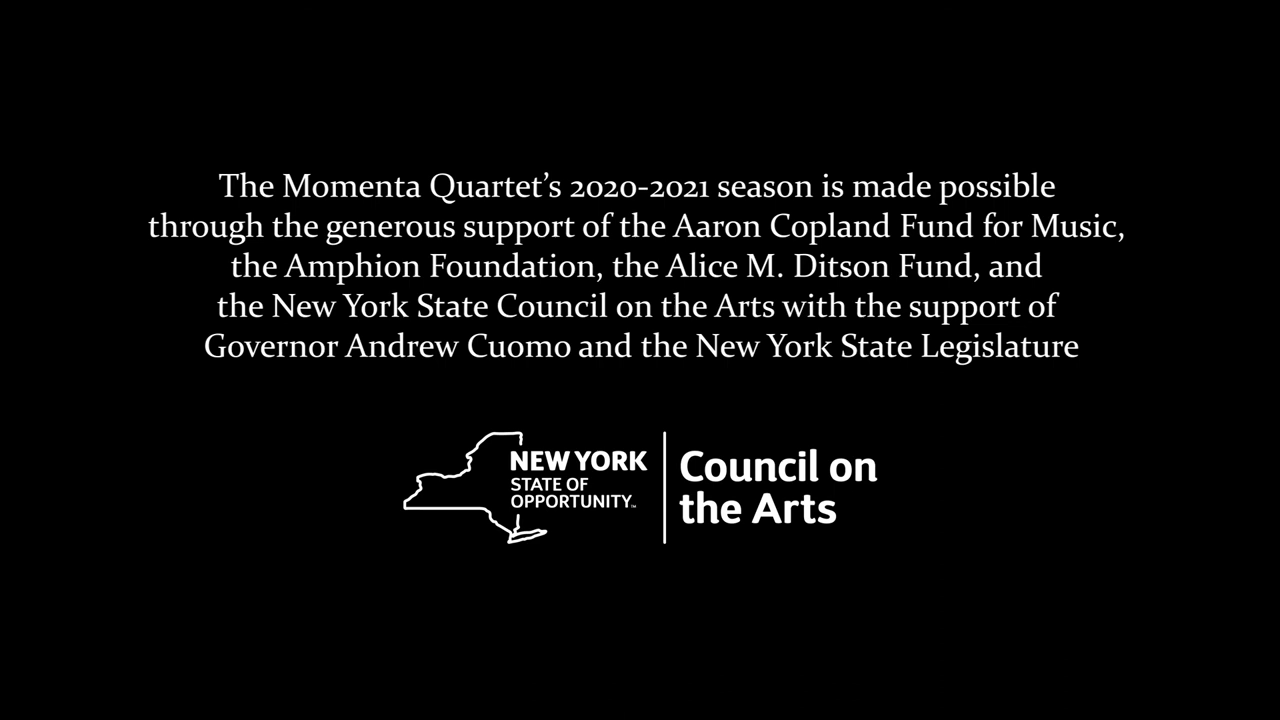 The Momenta Quartet’s 2020-2021 season is made possible
through the generous support of the Aaron Copland Fund for Music,
the Amphion Foundation, the Alice M. Ditson Fund, and
the New York State Council on the Arts with the support of
Governor Andrew Cuomo and the New York State Legislature
NEW YORK
STATE OF
OPPORTUNITY™
Council on
the Arts